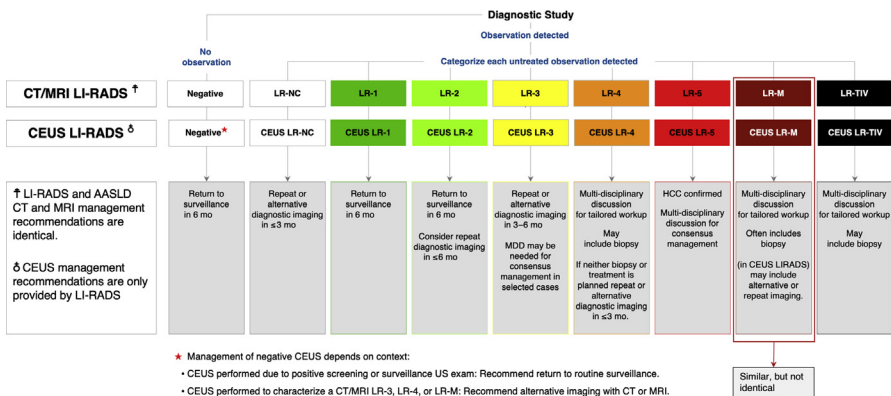 Diagnostic Study
Observation detected
No
observation
Categorize each untreated observation detected
CT/MRI LI-RADS ☨ Negative LR-NC LR-1 LR-2 LR-3 LR-4 LR-5 LR-M LR-TIV
CEUS LI-RADS ♁ Negative★ CEUS LR-NC CEUS LR-1 CEUS LR-2 CEUS LR-3 CEUS LR-4 CEUS LR-5 CEUS LR-M CEUS LR-TIV
☨ LI-RADS and AASLD
CT and MRI management
recommendations are
identical.
♁ CEUS management
recommendations are only
provided by LI-RADS
Return to
surveillance
in 6 mo
Repeat or
alternative
diagnostic imaging
in ≤3 mo
Return to
surveillance
in 6 mo
Return to
surveillance
in 6 mo
Consider repeat
diagnostic imaging
in ≤6 mo
Repeat or
alternative
diagnostic imaging
in 3–6 mo
MDD may be
needed for
consensus
management in
selected cases
Multi-disciplinary
discussion
for tailored workup
May
include biopsy
If neither biopsy or
treatment is
planned repeat or
alternative
diagnostic imaging
in ≤3 mo.
HCC confirmed
Multi-disciplinary
discussion for
consensus
management
Multi-disciplinary
discussion
for tailored workup
Often includes
biopsy
(in CEUS LIRADS)
may include
alternative or
repeat imaging.
Multi-disciplinary
discussion
for tailored workup
May
include biopsy
★ Management of negative CEUS depends on context:
• CEUS performed due to positive screening or surveillance US exam: Recommend return to routine surveillance.
• CEUS performed to characterize a CT/MRI LR-3, LR-4, or LR-M: Recommend alternative imaging with CT or MRI.
Similar, but not
identical